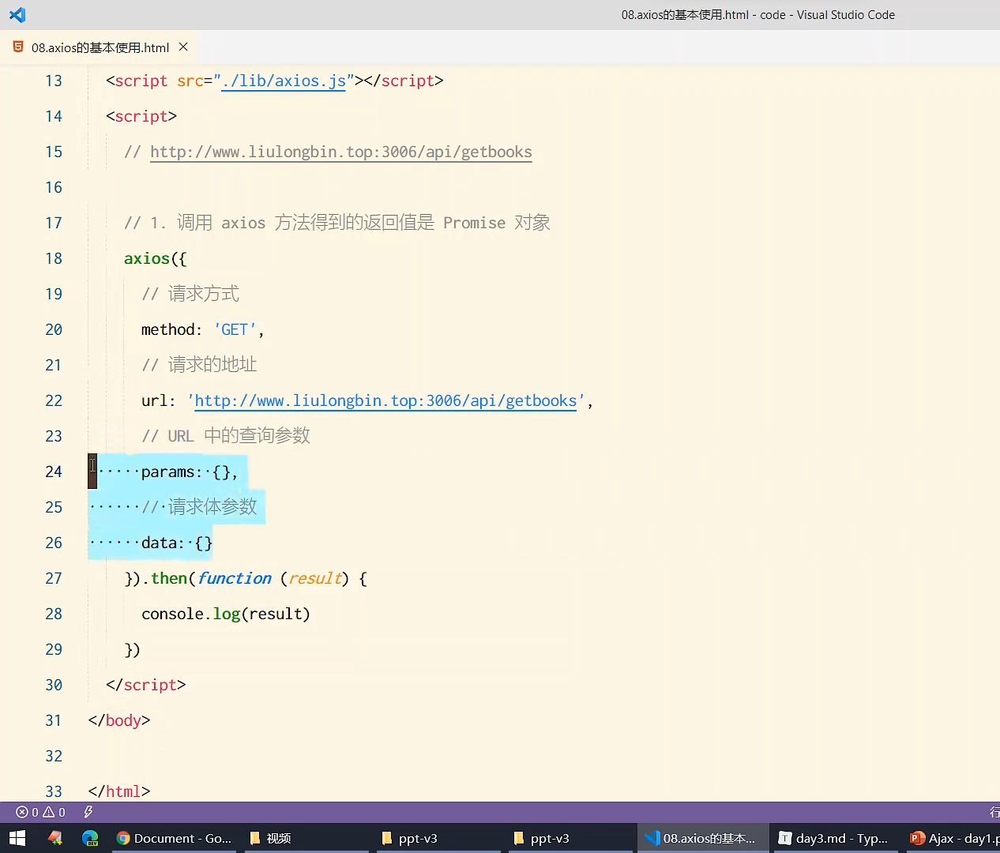 08.axios的基本使用.html - code - Visual Studio Code
08.axios的基本使用.html
13 <script src="./lib/axios.js"></script>
14 <script>
15 // http://www.liulongbin.top:3006/api/getbooks
16
17 // 1. 调用 axios 方法得到的返回值是 Promise 对象
18 axios({
19 // 请求方式
20 method: 'GET',
21 // 请求的地址
22 url: 'http://www.liulongbin.top:3006/api/getbooks',
23 // URL 中的查询参数
24 params: {},
25 // 请求体参数
26 data: {}
27 }).then(function (result) {
28 console.log(result)
29 })
30 </script>
31 </body>
32
33 </html>
0 0 行
DEV Document - Go... 视频 ppt-v3 ppt-v3 08.axios的基本... day3.md - Typ... Ajax - day1.p